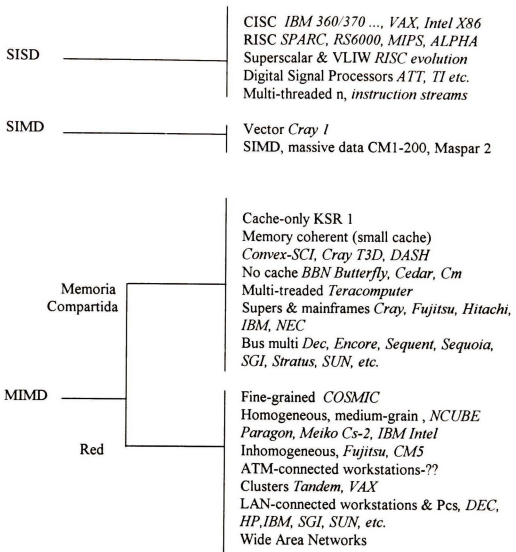 SISD
CISC IBM 360/370 ..., VAX, Intel X86
RISC SPARC, RS6000, MIPS, ALPHA
Superscalar & VLIW RISC evolution
Digital Signal Processors ATT, TI etc.
Multi-threaded n, instruction streams
SIMD
Vector Cray 1
SIMD, massive data CM1-200, Maspar 2
MIMD
Memoria
Compartida
Cache-only KSR 1
Memory coherent (small cache)
Convex-SCI, Cray T3D, DASH
No cache BBN Butterfly, Cedar, Cm
Multi-treaded Teracomputer
Supers & mainframes Cray, Fujitsu, Hitachi,
IBM, NEC
Bus multi Dec, Encore, Sequent, Sequoia,
SGI, Stratus, SUN, etc.
Red
Fine-grained COSMIC
Homogeneous, medium-grain , NCUBE
Paragon, Meiko Cs-2, IBM Intel
Inhomogeneous, Fujitsu, CM5
ATM-connected workstations-??
Clusters Tandem, VAX
LAN-connected workstations & Pcs, DEC,
HP,IBM, SGI, SUN, etc.
Wide Area Networks